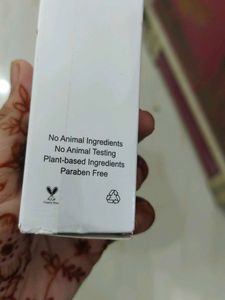 No Animal Ingredients
No Animal Testing
Plant-based Ingredients
Paraben Free